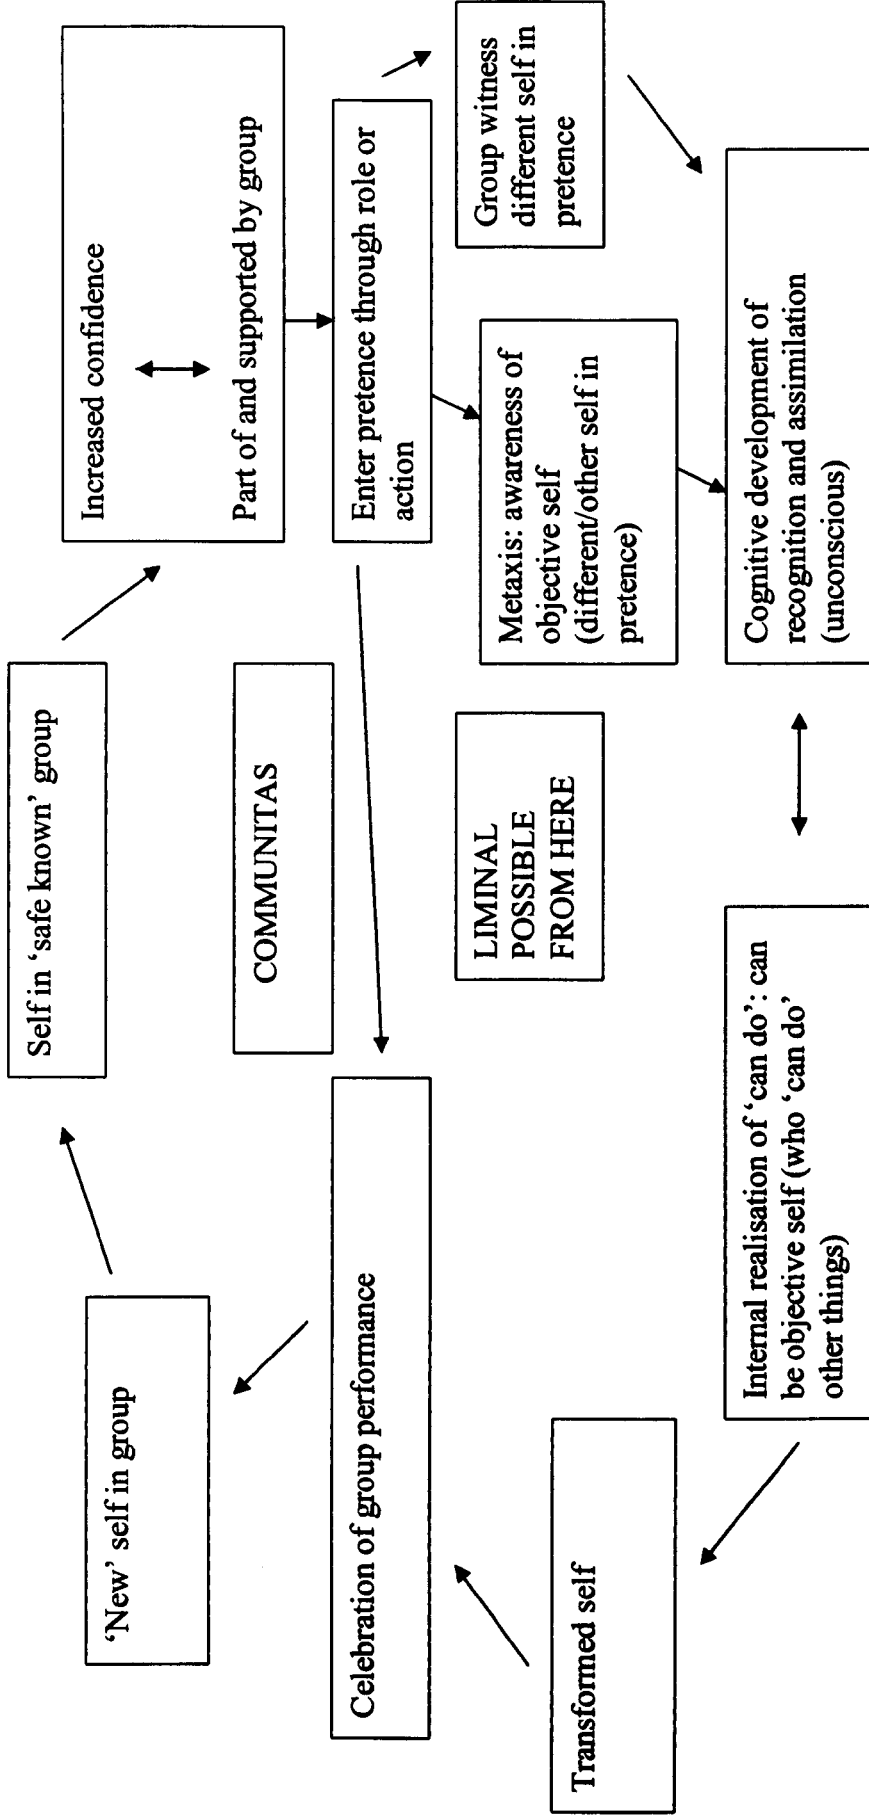 Self in ‘safe known’ group
‘New’ self in group
Increased confidence
Part of and supported by group
COMMUNITAS
Celebration of group performance
Enter pretence through role or
action
LIMINAL
POSSIBLE
FROM HERE
Metaxis: awareness of
objective self
(different/other self in
pretence)
Group witness
different self in
pretence
Transformed self
Internal realisation of ‘can do’: can
be objective self (who ‘can do’
other things)
Cognitive development of
recognition and assimilation
(unconscious)